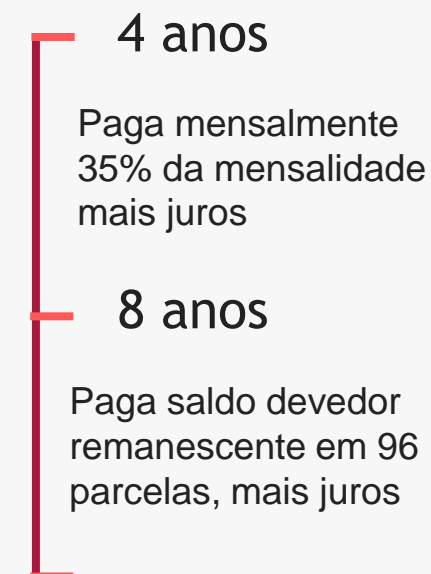 4 anos
Paga mensalmente
35% da mensalidade
mais juros
8 anos
Paga saldo devedor
remanescente em 96
parcelas, mais juros